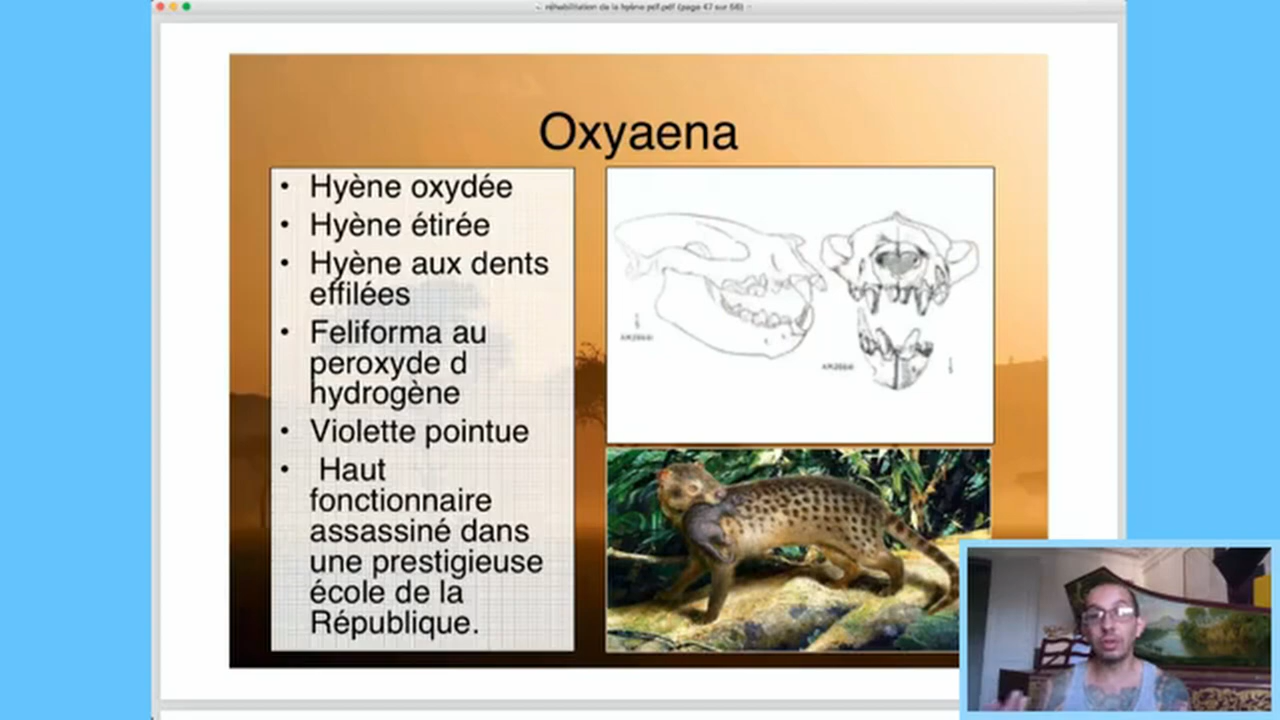 réhabilitation de la hyène pdf.pdf (page 47 sur 68)
Oxyaena
• Hyène oxydée
• Hyène étirée
• Hyène aux dents
effilées
• Feliforma au
peroxyde d
hydrogène
• Violette pointue
• Haut
fonctionnaire
assassiné dans
une prestigieuse
école de la
République.